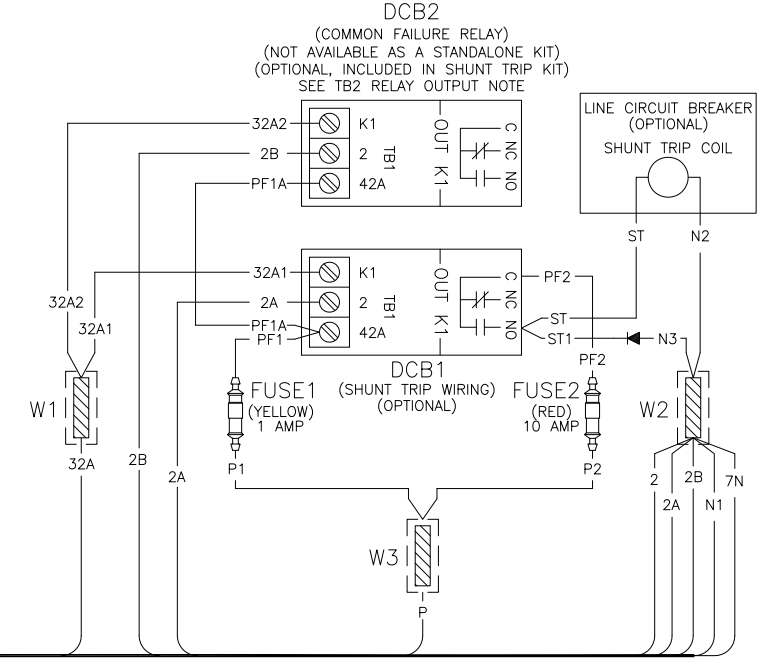 DCB2
(COMMON FAILURE RELAY)
(NOT AVAILABLE AS A STANDALONE KIT)
(OPTIONAL, INCLUDED IN SHUNT TRIP KIT)
SEE TB2 RELAY OUTPUT NOTE
32A2
2B
PF1A
K1
2
42A
TB1
OUT K1
C
NC
NO
LINE CIRCUIT BREAKER
(OPTIONAL)
SHUNT TRIP COIL
ST
N2
32A1
2A
PF1A
PF1
K1
2
42A
TB1
OUT K1
C
NC
NO
PF2
ST
ST1
N3
PF2
32A2
32A1
DCB1
(SHUNT TRIP WIRING)
(OPTIONAL)
FUSE1
(YELLOW)
1 AMP
FUSE2
(RED)
10 AMP
W1
W2
32A
2B
2A
P1
P2
2
2A
2B
N1
7N
W3
P